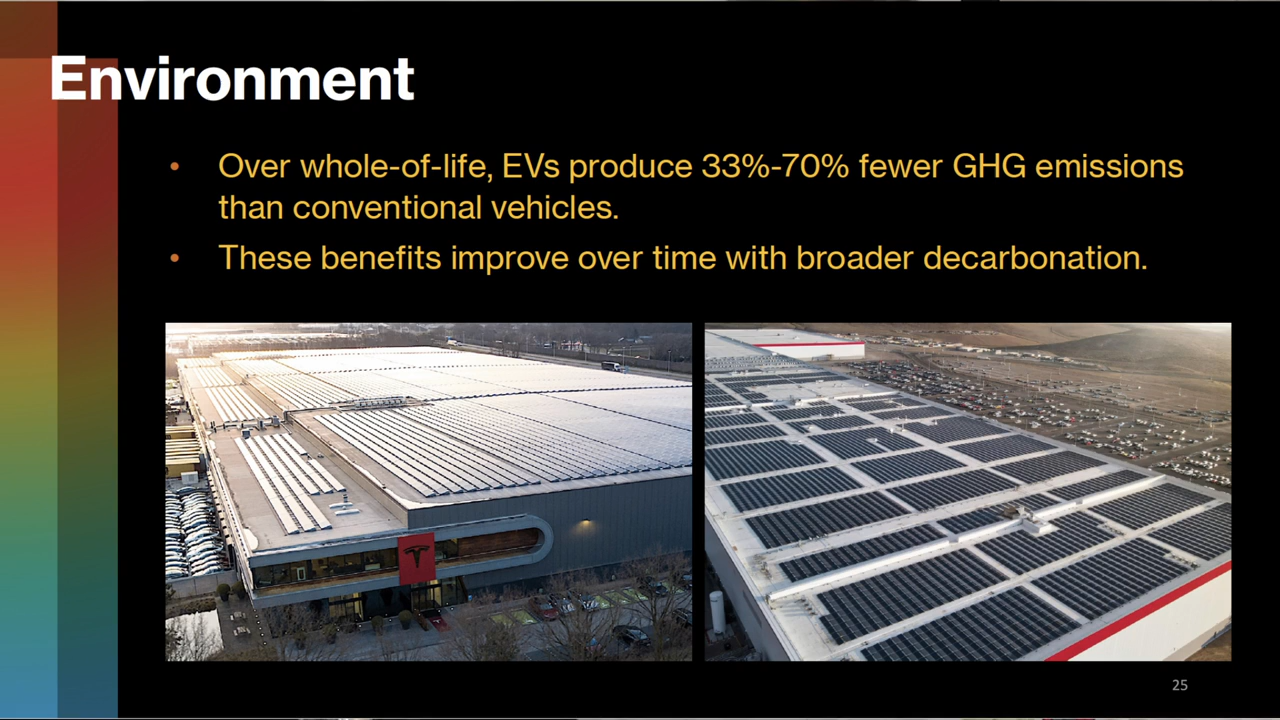 Environment
• Over whole-of-life, EVs produce 33%-70% fewer GHG emissions
than conventional vehicles.
• These benefits improve over time with broader decarbonation.
25